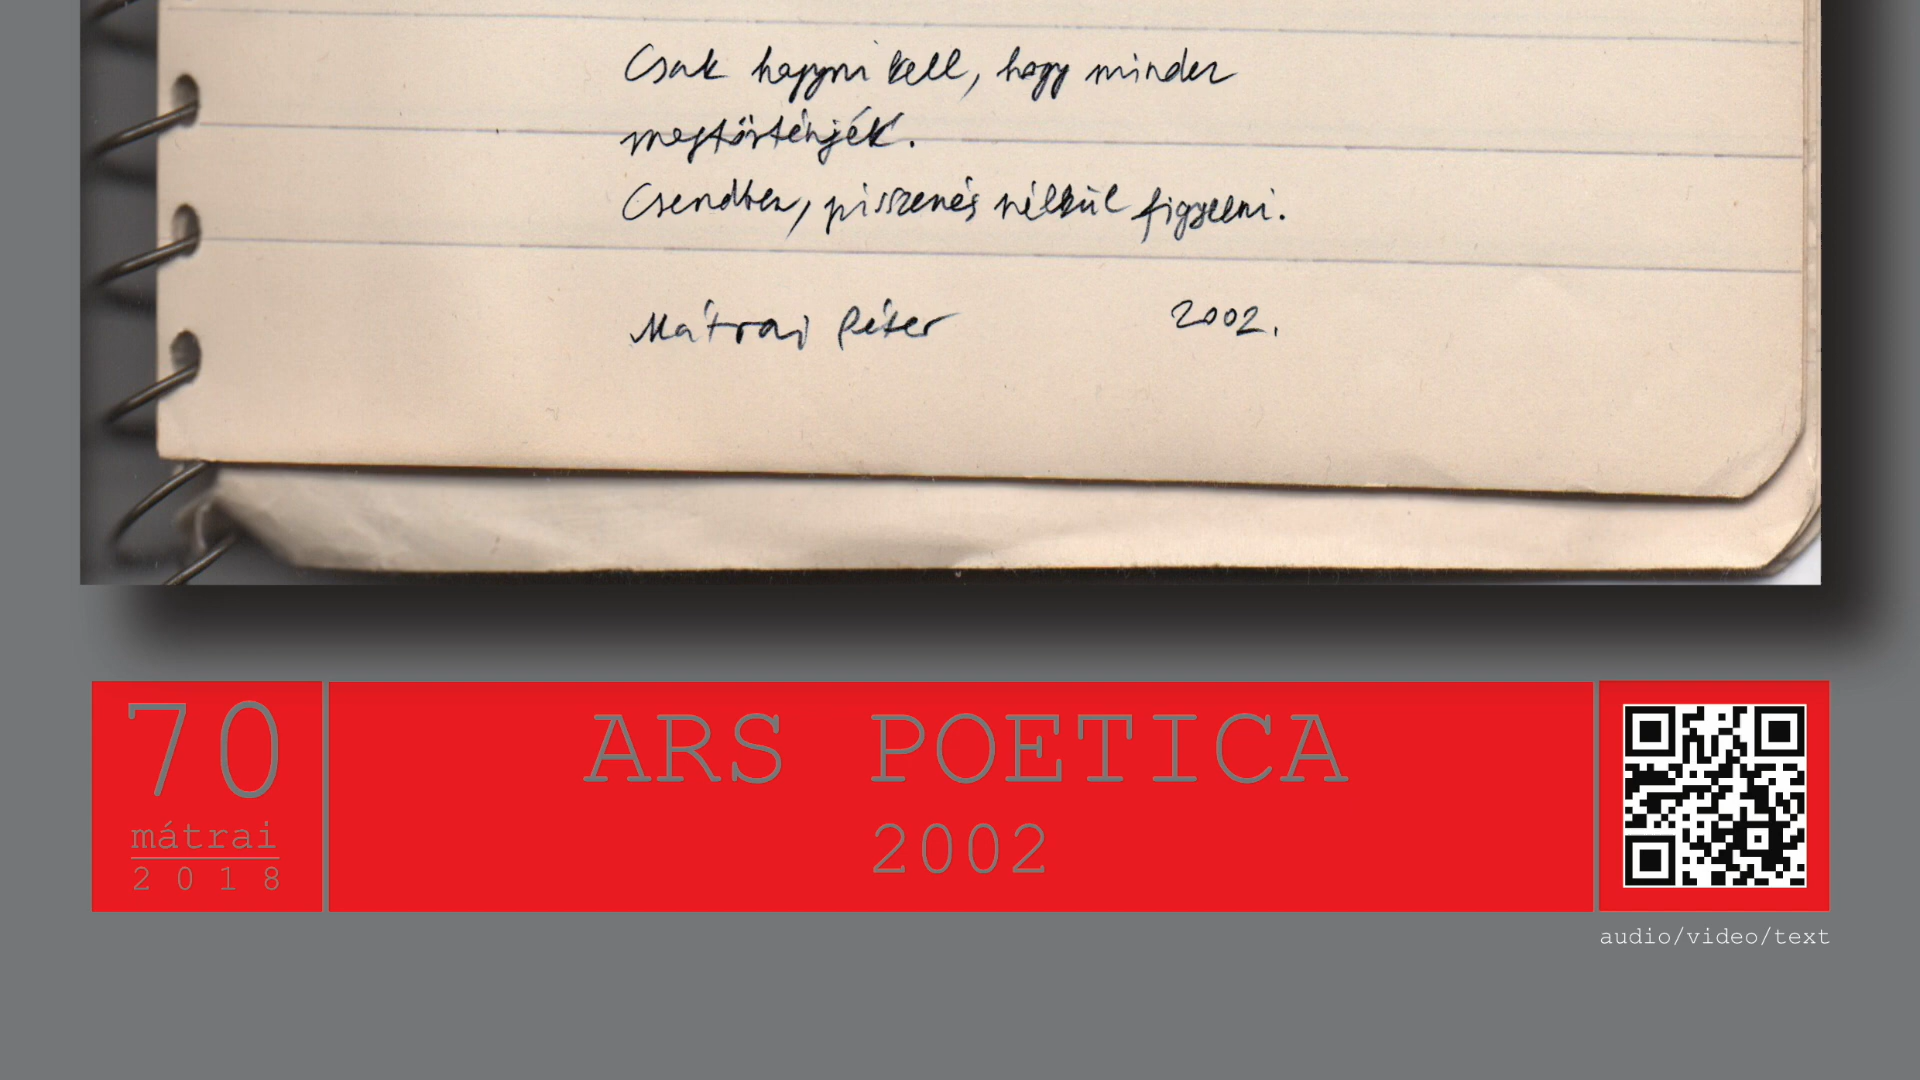 Csak hagyni kell, hogy minden
megtörténjék.
Csendben, pisszenés nélkül figyelni.
Mátrai Péter 2002.
70
mátrai
2018
ARS POETICA
2002
audio/video/text